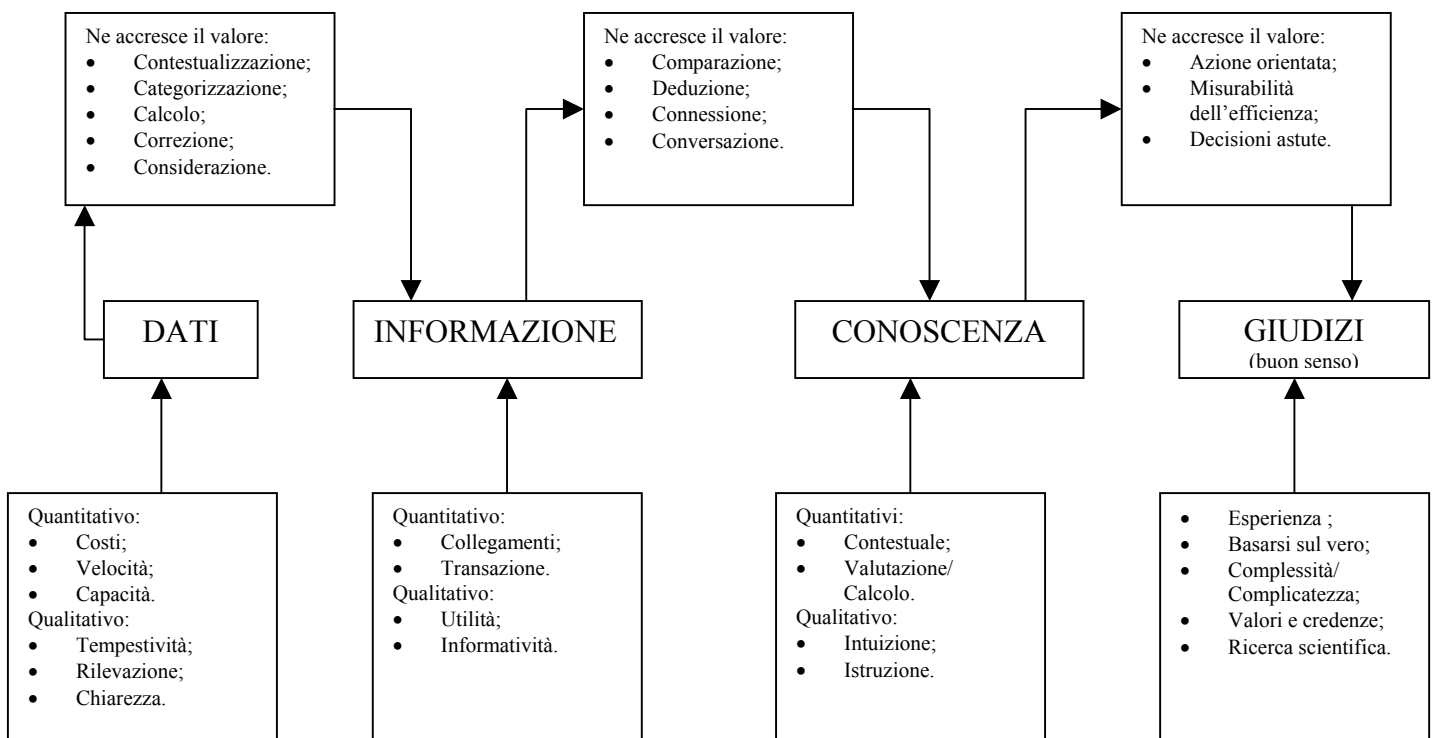 Ne accresce il valore:
• Contestualizzazione;
• Categorizzazione;
• Calcolo;
• Correzione;
• Considerazione.
Ne accresce il valore:
• Comparazione;
• Deduzione;
• Connessione;
• Conversazione.
Ne accresce il valore:
• Azione orientata;
• Misurabilità
dell’efficienza;
• Decisioni astute.
DATI
INFORMAZIONE
CONOSCENZA
GIUDIZI
(buon senso)
Quantitativo:
• Costi;
• Velocità;
• Capacità.
Qualitativo:
• Tempestività;
• Rilevazione;
• Chiarezza.
Quantitativo:
• Collegamenti;
• Transazione.
Qualitativo:
• Utilità;
• Informatività.
Quantitativi:
• Contestuale;
• Valutazione/
Calcolo.
Qualitativo:
• Intuizione;
• Istruzione.
• Esperienza ;
• Basarsi sul vero;
• Complessità/
Complicatezza;
• Valori e credenze;
• Ricerca scientifica.